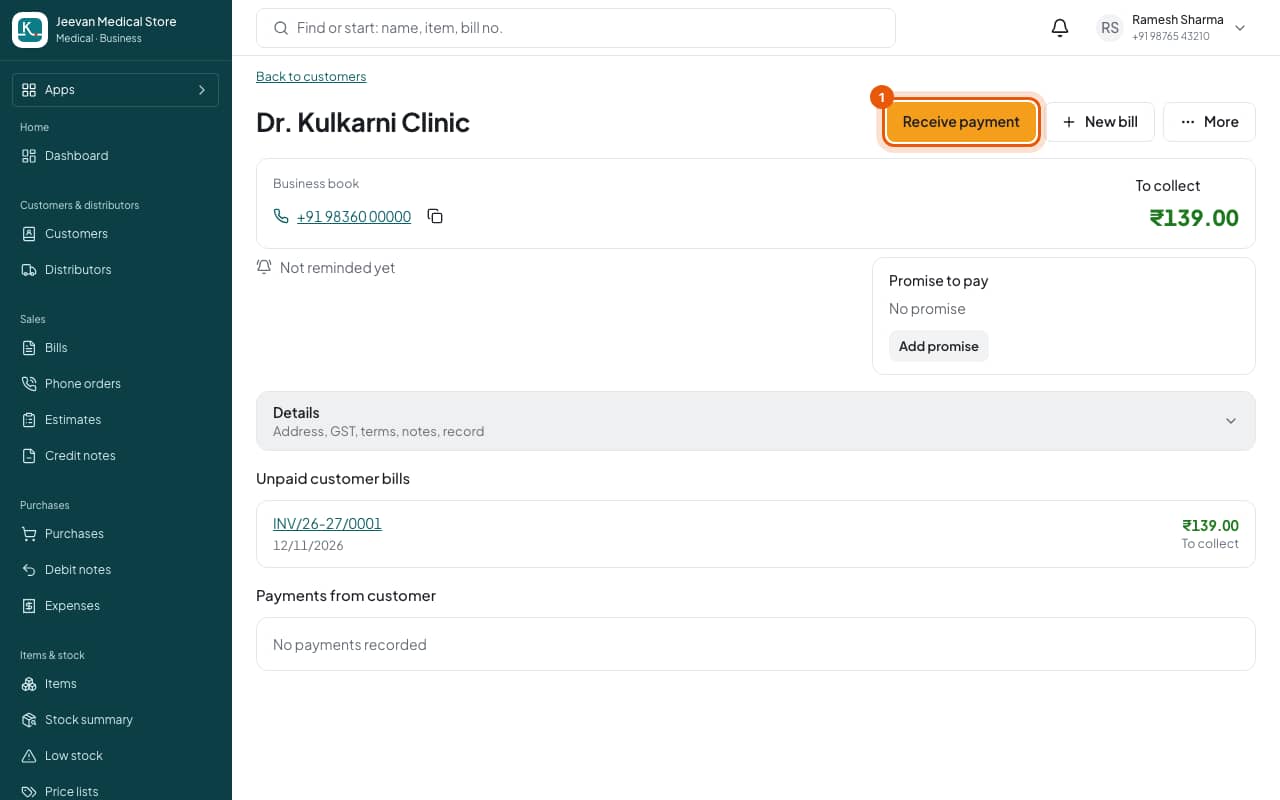 Jeevan Medical Store
Medical · Business
Find or start: name, item, bill no.
RS
Ramesh Sharma
+91 98765 43210
Apps
Home
Dashboard
Customers & distributors
Customers
Distributors
Sales
Bills
Phone orders
Estimates
Credit notes
Purchases
Purchases
Debit notes
Expenses
Items & stock
Items
Stock summary
Low stock
Price lists
Back to customers
Dr. Kulkarni Clinic
1
Receive payment
New bill
More
Business book
+91 98360 00000
To collect
₹139.00
Not reminded yet
Promise to pay
No promise
Add promise
Details
Address, GST, terms, notes, record
Unpaid customer bills
INV/26-27/0001
12/11/2026
₹139.00
To collect
Payments from customer
No payments recorded